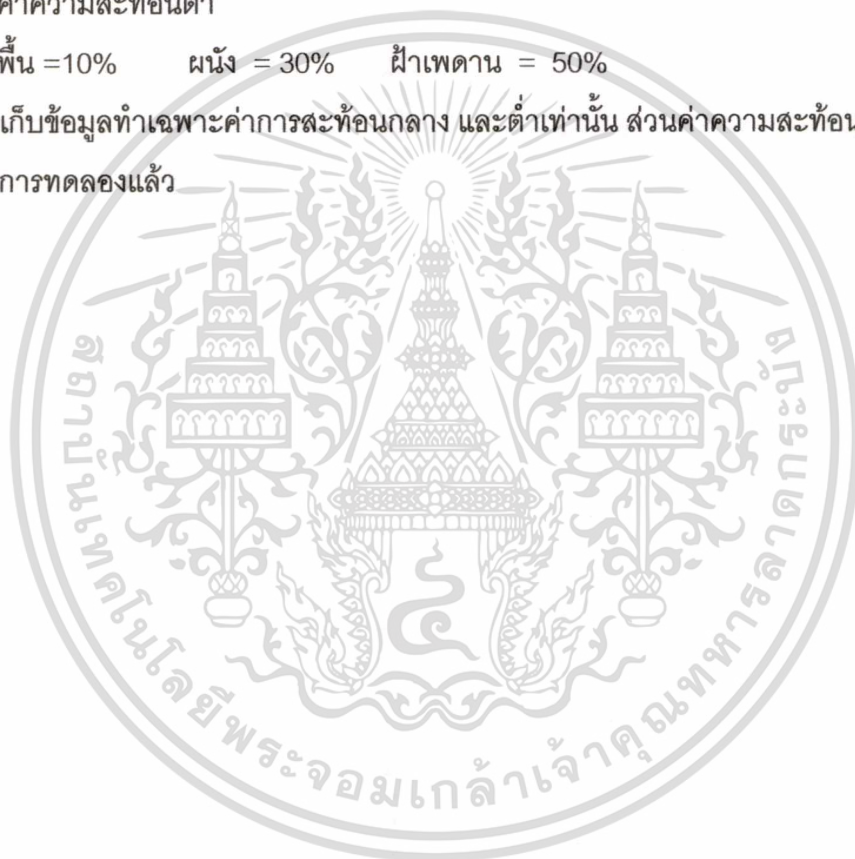 ค่าความสะท้อนต่ำ
พื้น =10% ผนัง = 30% ฝ้าเพดาน = 50%
เก็บข้อมูลทำเฉพาะค่าการสะท้อนกลาง และต่ำเท่านั้น ส่วนค่าความสะท้อน
การทดลองแล้ว
สถาบันเทคโนโลยีพระจอมเกล้าเจ้าคุณทหารลาดกระบัง